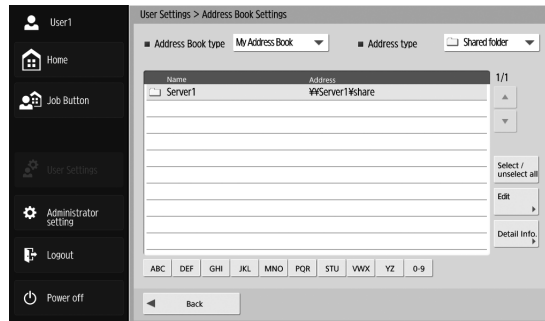 User1
Home
Job Button
User Settings
Administrator
setting
Logout
Power off
User Settings > Address Book Settings
■ Address Book type My Address Book ▼ ■ Address type Shared folder ▼
Name Address 1/1
Server1 ¥¥Server1¥share
Select /
unselect all
Edit
Detail Info.
ABC DEF GHI JKL MNO PQR STU VWX YZ 0-9
Back